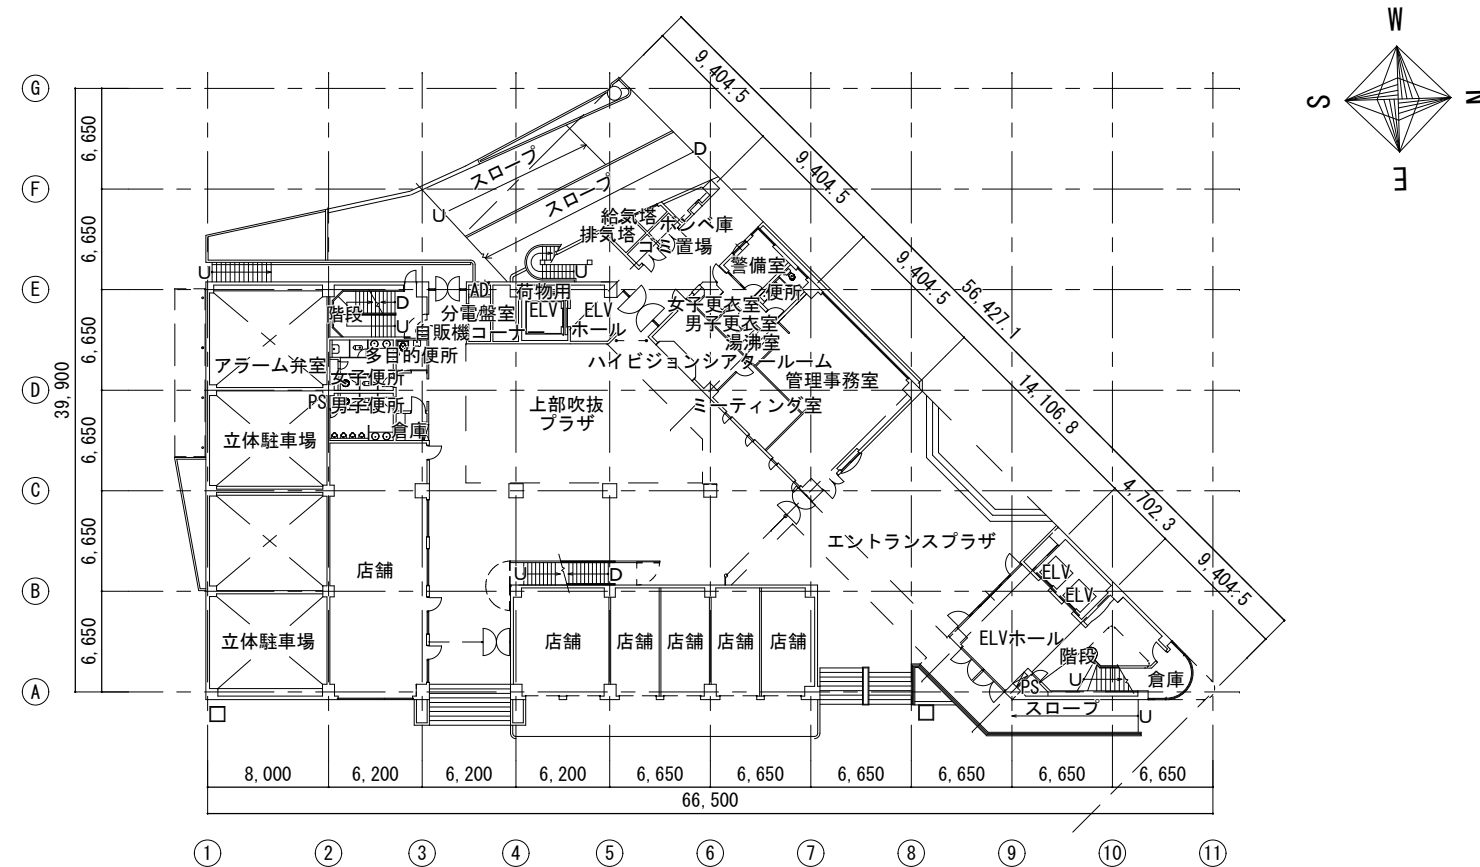 W
S
N
E
G
F
E
D
C
B
A
6,650
6,650
6,650
6,650
6,650
6,650
39,900
9,404.5
9,404.5
9,404.5
56,427.1
14,106.8
4,702.3
9,404.5
スロープ
D
スロープ
U
給気塔
ボンベ庫
排気塔
ゴミ置場
警備室
U
U
AD
荷物用
便所
階段
D
分電盤室
ELV
ELV
女子更衣室
U
自販機コーナー
ホール
男子更衣室
湯沸室
多目的便所
アラーム弁室
ハイビジョンシアタールーム
女子便所
管理事務室
PS
男子便所
上部吹抜
ミーティング室
プラザ
倉庫
立体駐車場
エントランスプラザ
店舗
U
D
ELV
ELV
立体駐車場
店舗
店舗
店舗
店舗
店舗
ELVホール
階段
PS
U
倉庫
スロープ
U
8,000
6,200
6,200
6,200
6,650
6,650
6,650
6,650
6,650
6,650
66,500
1
2
3
4
5
6
7
8
9
10
11